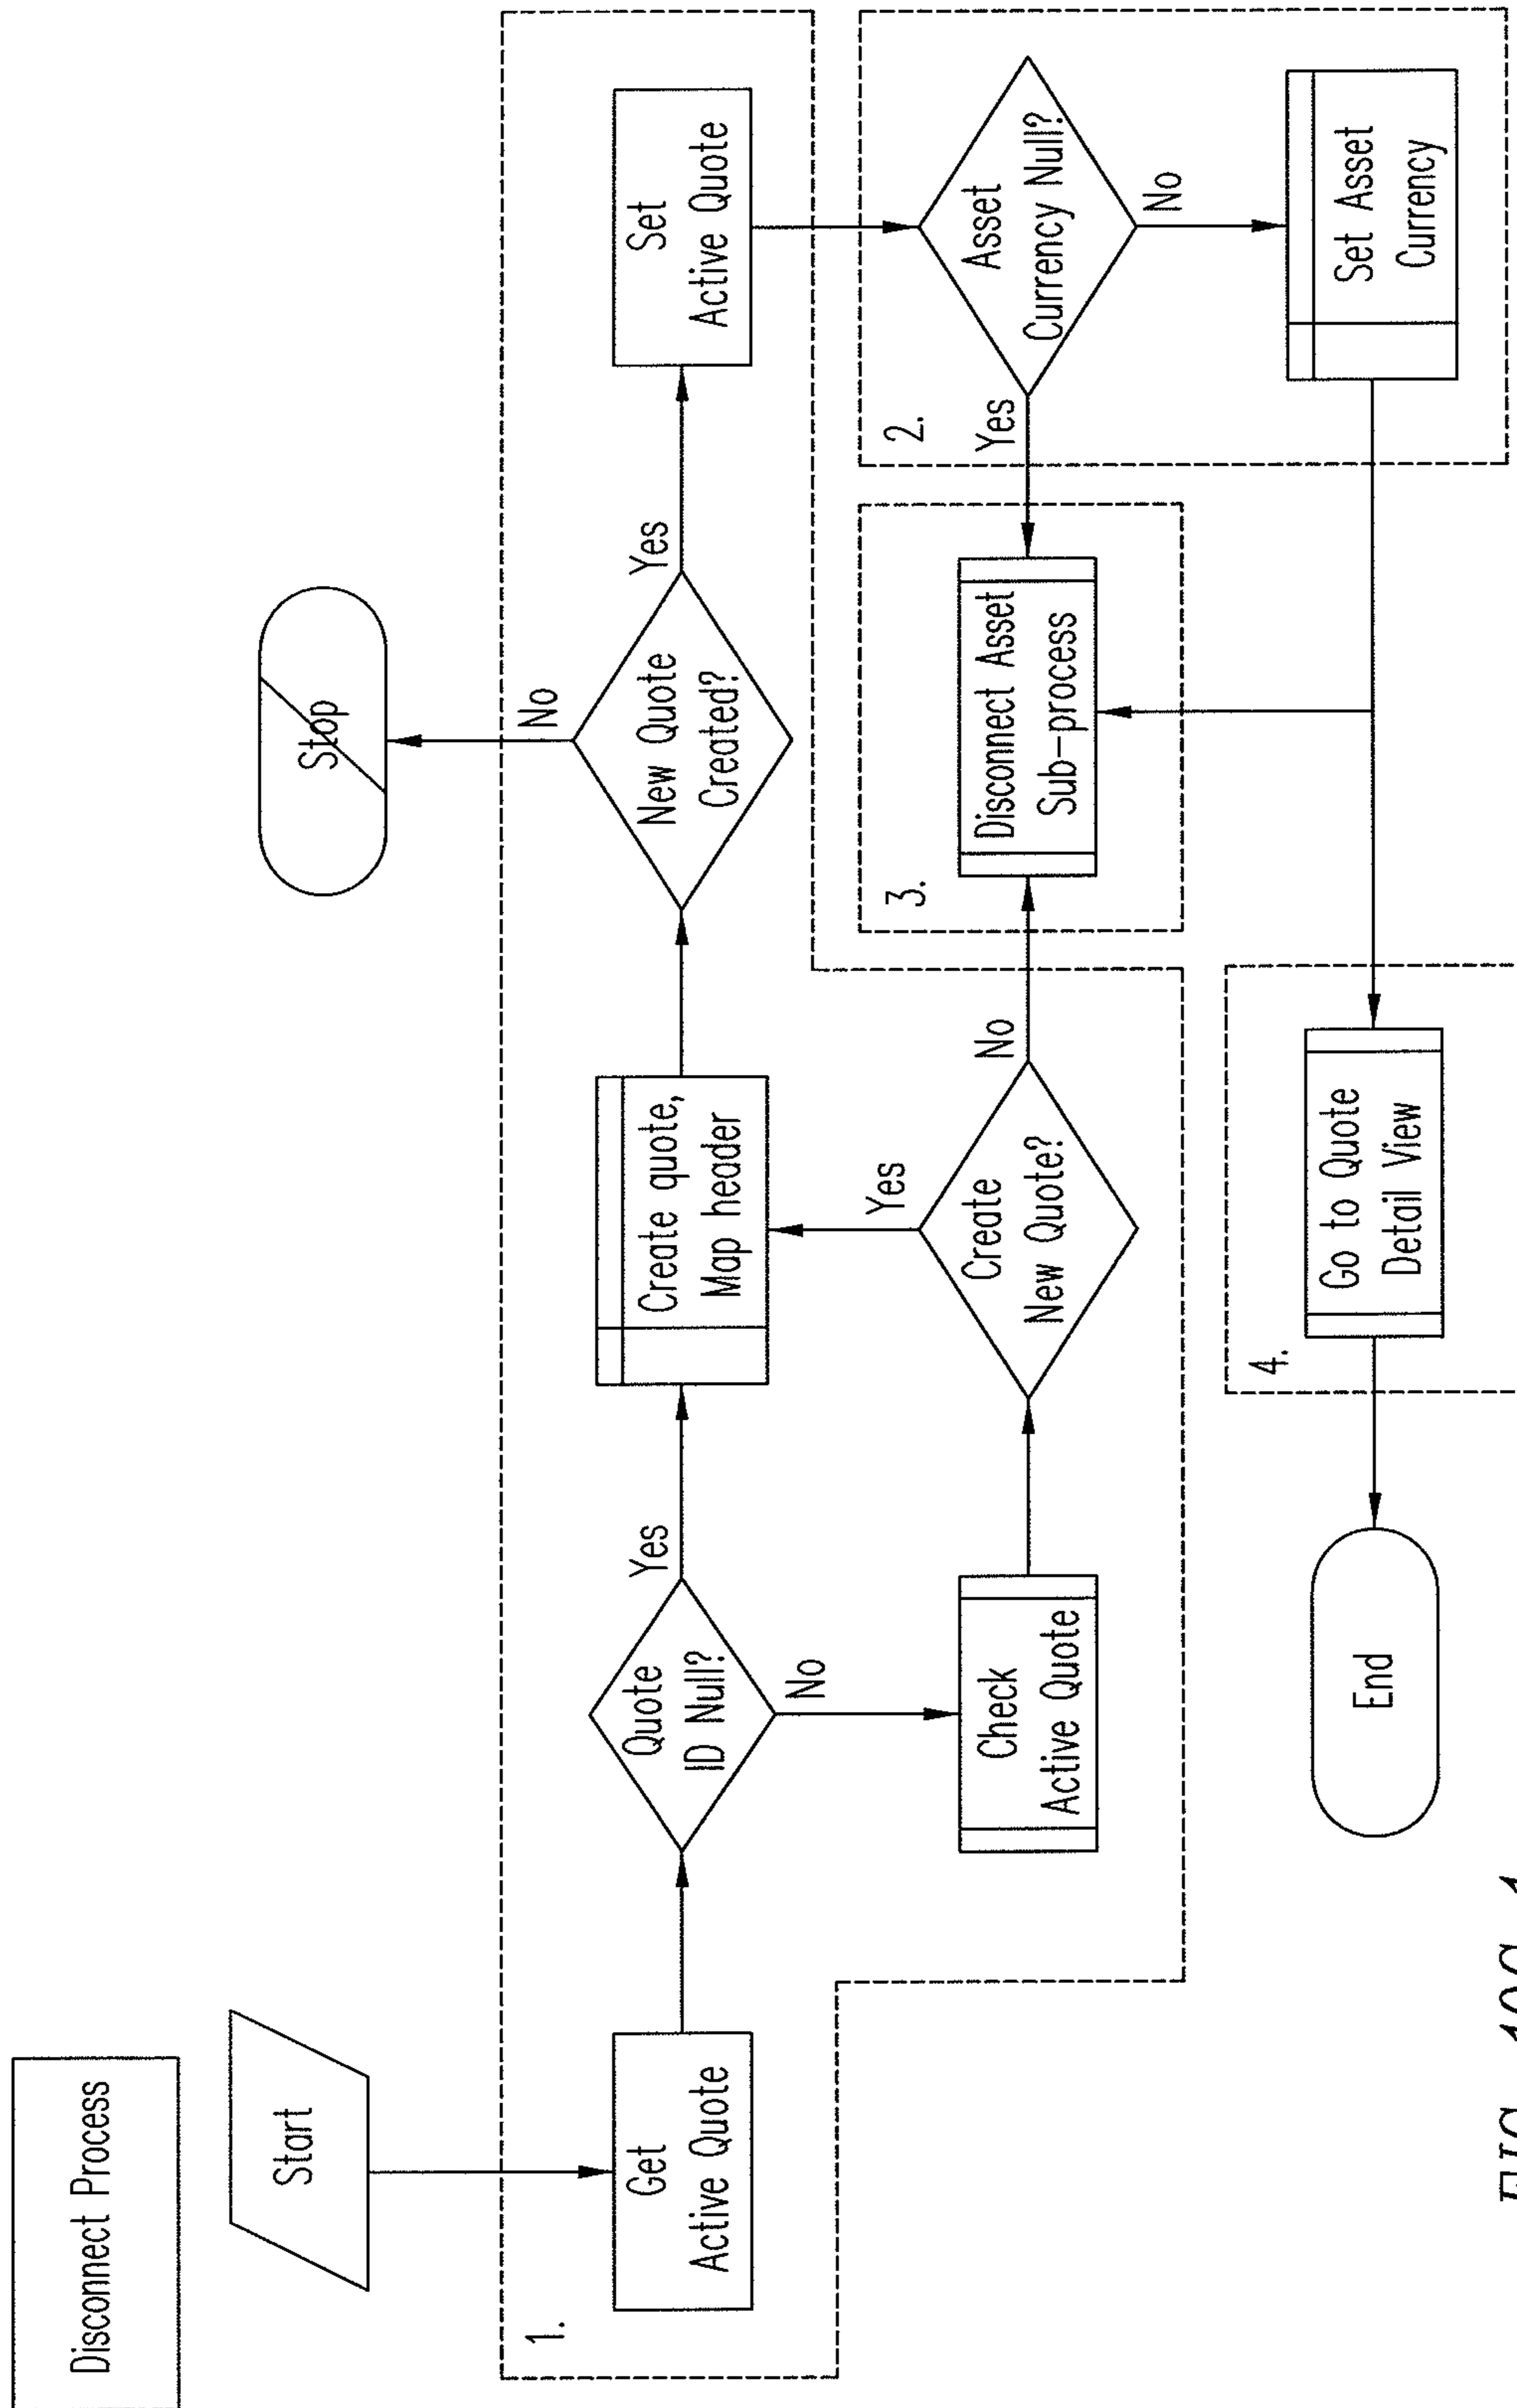 Disconnect Process
Start
Stop
1.
Get
Active Quote
Quote
ID Null?
Yes
No
Create quote,
Map header
New Quote
Created?
No
Yes
Set
Active Quote
Check
Active Quote
Create
New Quote?
Yes
No
3.
Disconnect Asset
Sub-process
2.
Asset
Currency Null?
Yes
No
Set Asset
Currency
4.
Go to Quote
Detail View
End